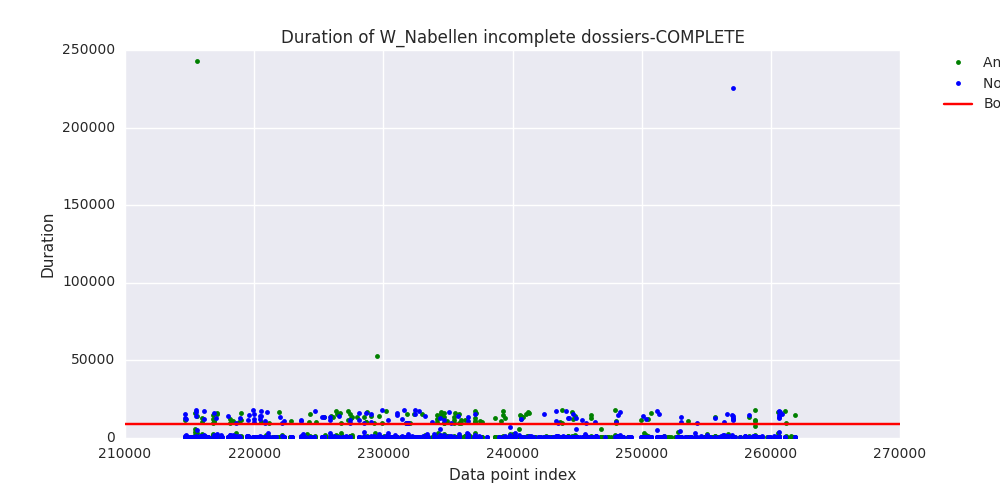 Duration of W_Nabellen incomplete dossiers-COMPLETE
250000
200000
150000
100000
50000
0
Duration
210000 220000 230000 240000 250000 260000 270000
Data point index
An
No
Bo